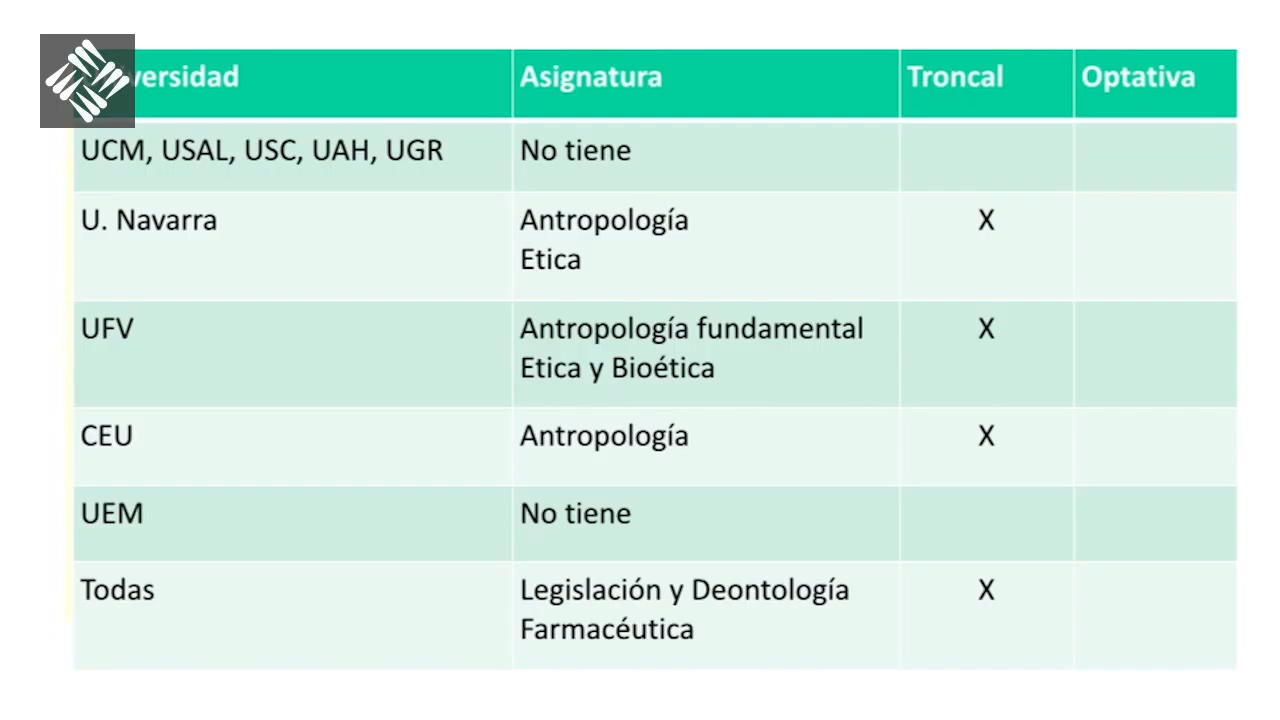 versidad Asignatura Troncal Optativa
UCM, USAL, USC, UAH, UGR No tiene
U. Navarra Antropología X
Etica
UFV Antropología fundamental X
Etica y Bioética
CEU Antropología X
UEM No tiene
Todas Legislación y Deontología X
Farmacéutica